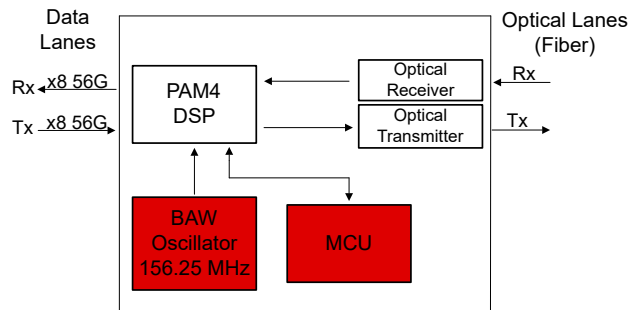 Data
Lanes
Optical Lanes
(Fiber)
Rx x8 56G
Tx x8 56G
PAM4
DSP
Optical
Receiver
Rx
Optical
Transmitter
Tx
BAW
Oscillator
156.25 MHz
MCU